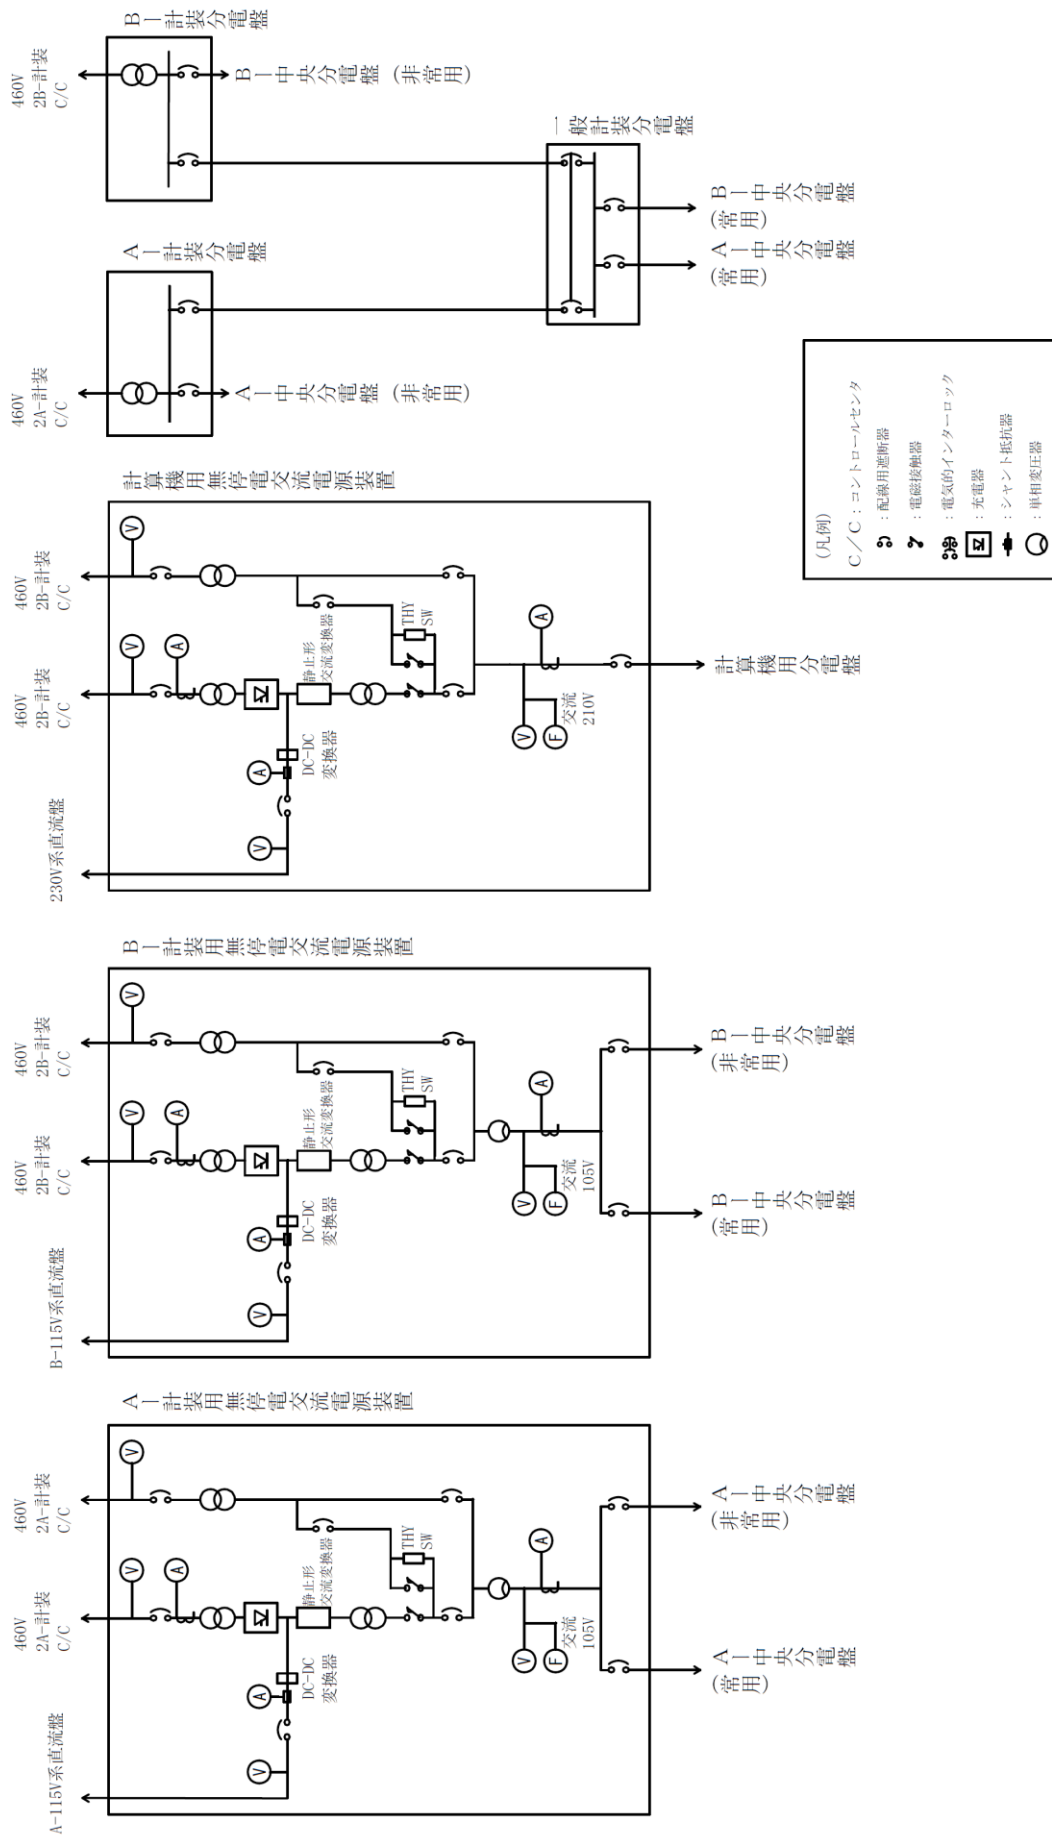 460V
2B-計装
C/C
B－計装分電盤
B－中央分電盤（非常用）
一般計装分電盤
B－中央分電盤
（常用）
A－中央分電盤
（常用）
460V
2A-計装
C/C
A－計装分電盤
A－中央分電盤（非常用）
計算機用無停電交流電源装置
460V
2B-計装
C/C
460V
2B-計装
C/C
230V系直流盤
V
V
A
静止形
交流変換器
THY
SW
A
DC-DC
変換器
V
A
V
F
交流
210V
計算機用分電盤
B－計装用無停電交流電源装置
460V
2B-計装
C/C
460V
2B-計装
C/C
B-115V系直流盤
V
V
A
静止形
交流変換器
THY
SW
A
DC-DC
変換器
V
A
V
F
交流
105V
B－中央分電盤
（非常用）
B－中央分電盤
（常用）
A－計装用無停電交流電源装置
460V
2A-計装
C/C
460V
2A-計装
C/C
A-115V系直流盤
V
V
A
静止形
交流変換器
THY
SW
A
DC-DC
変換器
V
A
V
F
交流
105V
A－中央分電盤
（非常用）
A－中央分電盤
（常用）
（凡例）
C／C：コントロールセンタ
：配線用遮断器
：電磁接触器
：電気的インターロック
：充電器
：シャント抵抗器
：単相変圧器